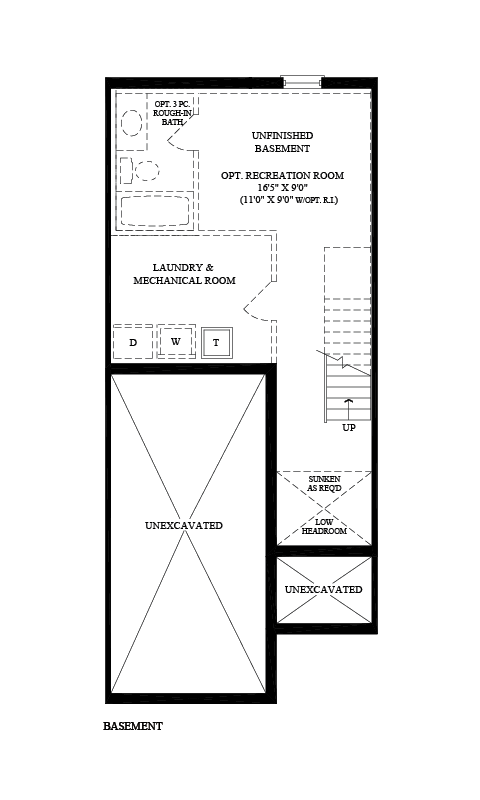 OPT. 3 PC.
ROUGH-IN
BATH
UNFINISHED
BASEMENT
OPT. RECREATION ROOM
16'5" X 9'0"
(11'0" X 9'0" W/OPT. R.I.)
LAUNDRY &
MECHANICAL ROOM
D
W
T
UP
SUNKEN
AS REQ'D
LOW
HEADROOM
UNEXCAVATED
UNEXCAVATED
BASEMENT